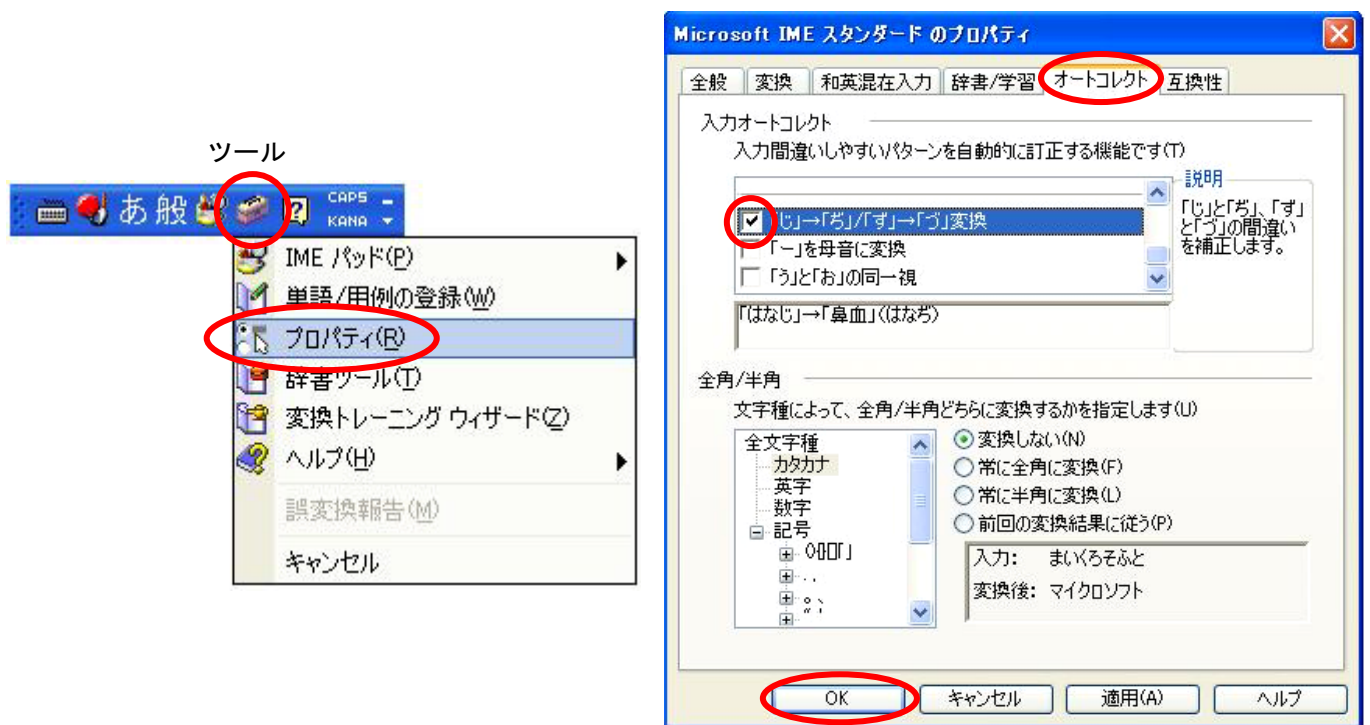 ツール
あ 般 CAPS
KANA
IME パッド(P)
単語/用例の登録(W)
プロパティ(R)
辞書ツール(T)
変換トレーニング ウィザード(Z)
ヘルプ(H)
誤変換報告(M)
キャンセル
Microsoft IME スタンダード のプロパティ
全般 変換 和英混在入力 辞書/学習 オートコレクト 互換性
入力オートコレクト
入力間違いしやすいパターンを自動的に訂正する機能です(T)
「じ」→「ぢ」/「ず」→「づ」変換
「ー」を母音に変換
「う」と「お」の同一視
「はなじ」→「鼻血」(はなぢ)
説明
「じ」と「ぢ」、「ず」
と「づ」の間違い
を補正します。
全角/半角
文字種によって、全角/半角どちらに変換するかを指定します(U)
全文字種
カタカナ
英字
数字
記号
(){}[]「」
. ,
。、
変換しない(N)
常に全角に変換(F)
常に半角に変換(L)
前回の変換結果に従う(P)
入力: まいくろそふと
変換後: マイクロソフト
OK キャンセル 適用(A) ヘルプ